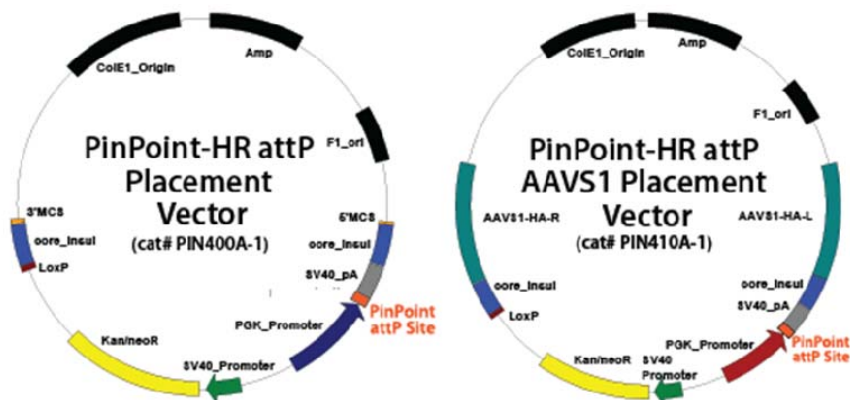 ColE1_Origin
Amp
F1_ori
PinPoint-HR attP
Placement
Vector
(cat# PIN400A-1)
3'MCS
core_insul
LoxP
5'MCS
core_insul
SV40_pA
PinPoint
attP Site
PGK_Promoter
Kan/neoR
SV40_Promoter
ColE1_Origin
Amp
F1_ori
PinPoint-HR attP
AAVS1 Placement
Vector
(cat# PIN410A-1)
AAVS1-HA-R
AAVS1-HA-L
core_insul
LoxP
core_insul
SV40_pA
PinPoint
attP Site
PGK_Promoter
Kan/neoR
SV40
Promoter